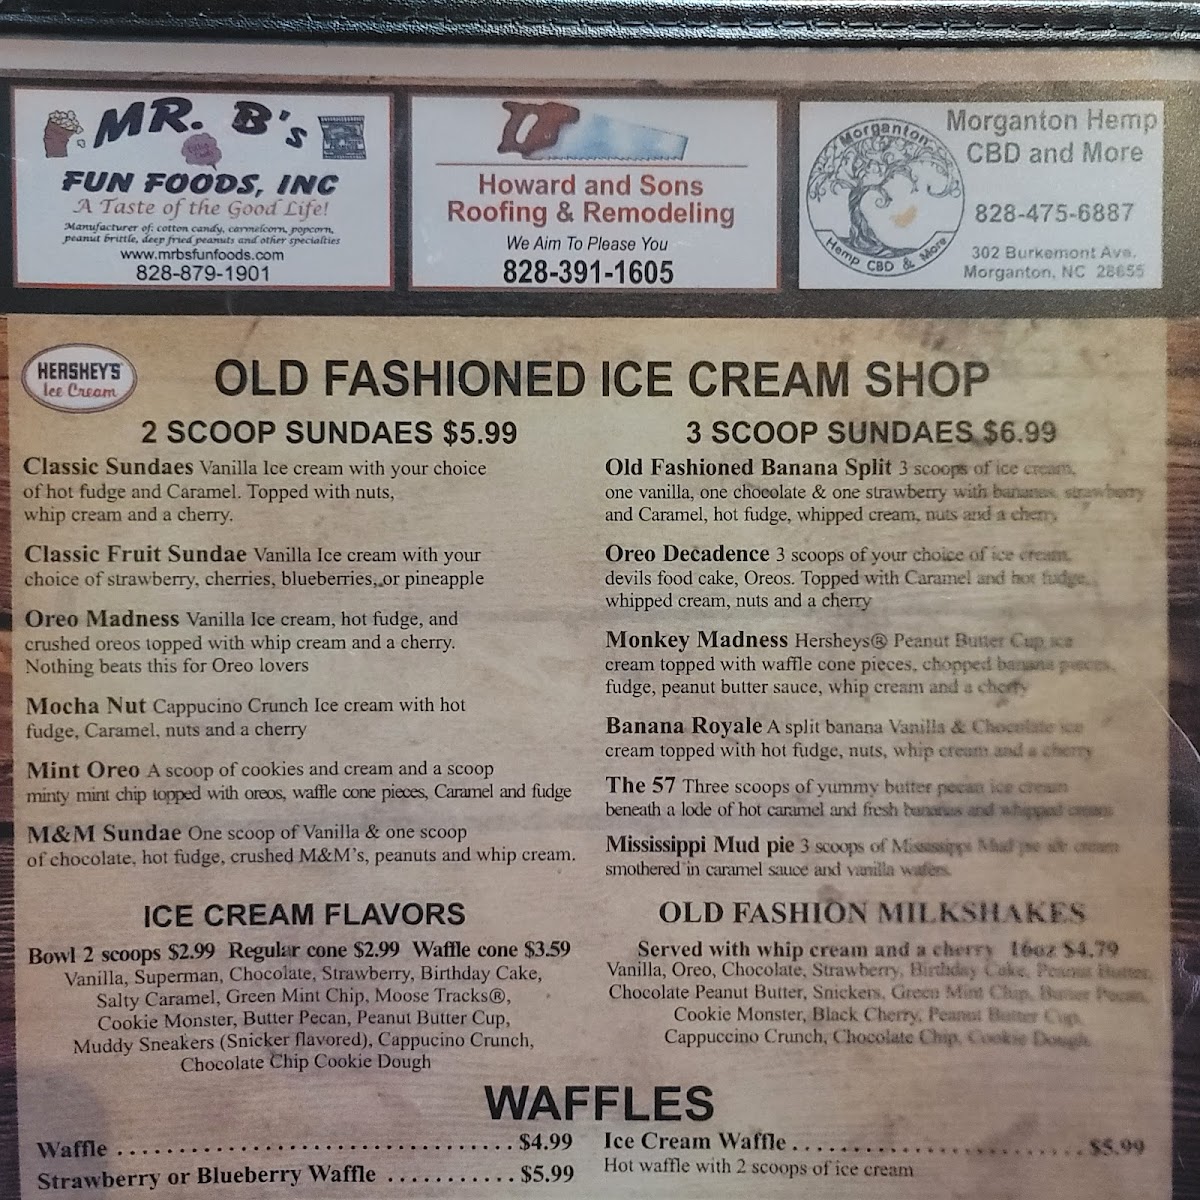 MR. B's
FUN FOODS, INC
A Taste of the Good Life!
Manufacturer of: cotton candy, carmelcorn, popcorn,
peanut brittle, deep fried peanuts and other specialties
www.mrbsfunfoods.com
828-879-1901
Howard and Sons
Roofing & Remodeling
We Aim To Please You
828-391-1605
Morganton
Hemp CBD & More
Morganton Hemp
CBD and More
828-475-6887
302 Burkemont Ave.
Morganton, NC 28655
HERSHEY'S
Ice Cream
OLD FASHIONED ICE CREAM SHOP
2 SCOOP SUNDAES $5.99
Classic Sundaes Vanilla Ice cream with your choice
of hot fudge and Caramel. Topped with nuts,
whip cream and a cherry.
Classic Fruit Sundae Vanilla Ice cream with your
choice of strawberry, cherries, blueberries, or pineapple
Oreo Madness Vanilla Ice cream, hot fudge, and
crushed oreos topped with whip cream and a cherry.
Nothing beats this for Oreo lovers
Mocha Nut Cappucino Crunch Ice cream with hot
fudge, Caramel, nuts and a cherry
Mint Oreo A scoop of cookies and cream and a scoop
minty mint chip topped with oreos, waffle cone pieces, Caramel and fudge
M&M Sundae One scoop of Vanilla & one scoop
of chocolate, hot fudge, crushed M&M's, peanuts and whip cream.
3 SCOOP SUNDAES $6.99
Old Fashioned Banana Split 3 scoops of ice cream,
one vanilla, one chocolate & one strawberry with bananas, strawberry
and Caramel, hot fudge, whipped cream, nuts and a cherry
Oreo Decadence 3 scoops of your choice of ice cream,
devils food cake, Oreos. Topped with Caramel and hot fudge,
whipped cream, nuts and a cherry
Monkey Madness Hersheys® Peanut Butter Cup ice
cream topped with waffle cone pieces, chopped banana pieces,
fudge, peanut butter sauce, whip cream and a cherry
Banana Royale A split banana Vanilla & Chocolate ice
cream topped with hot fudge, nuts, whip cream and a cherry
The 57 Three scoops of yummy butter pecan ice cream
beneath a lode of hot caramel and fresh bananas and whipped cream
Mississippi Mud pie 3 scoops of Mississippi Mud pie ice cream
smothered in caramel sauce and vanilla wafers.
ICE CREAM FLAVORS
Bowl 2 scoops $2.99 Regular cone $2.99 Waffle cone $3.59
Vanilla, Superman, Chocolate, Strawberry, Birthday Cake,
Salty Caramel, Green Mint Chip, Moose Tracks®,
Cookie Monster, Butter Pecan, Peanut Butter Cup,
Muddy Sneakers (Snicker flavored), Cappucino Crunch,
Chocolate Chip Cookie Dough
OLD FASHION MILKSHAKES
Served with whip cream and a cherry 16oz $4.79
Vanilla, Oreo, Chocolate, Strawberry, Birthday Cake, Peanut Butter,
Chocolate Peanut Butter, Snickers, Green Mint Chip, Butter Pecan,
Cookie Monster, Black Cherry, Peanut Butter Cup,
Cappuccino Crunch, Chocolate Chip, Cookie Dough
WAFFLES
Waffle ........................................ $4.99
Strawberry or Blueberry Waffle ........... $5.99
Ice Cream Waffle ........................ $5.99
Hot waffle with 2 scoops of ice cream